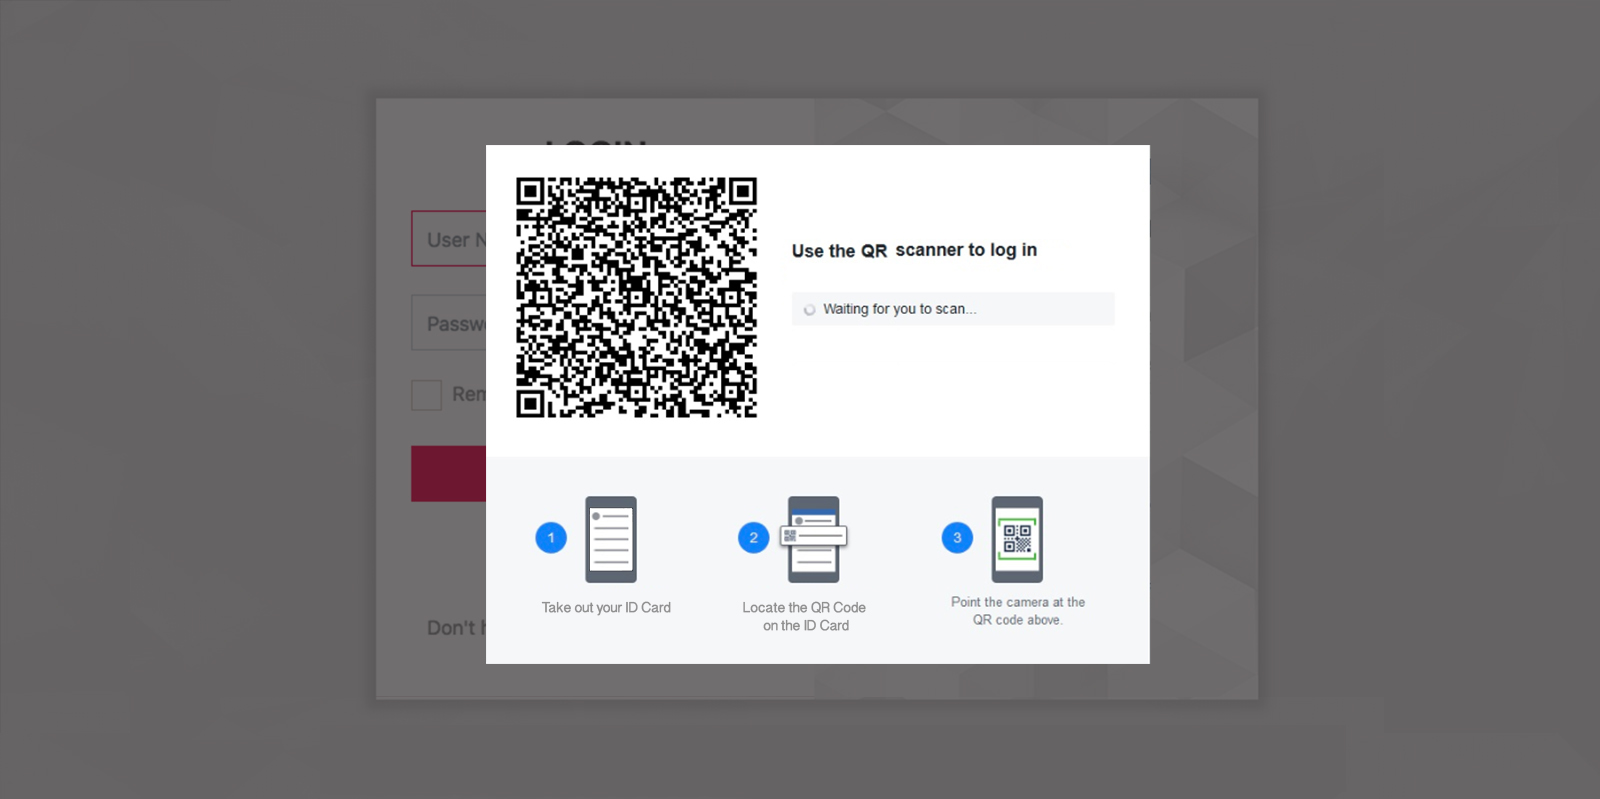 LOGIN
User N
Passw
Rem
Don't h
Use the QR scanner to log in
Waiting for you to scan...
1
2
3
Take out your ID Card
Locate the QR Code
on the ID Card
Point the camera at the
QR code above.